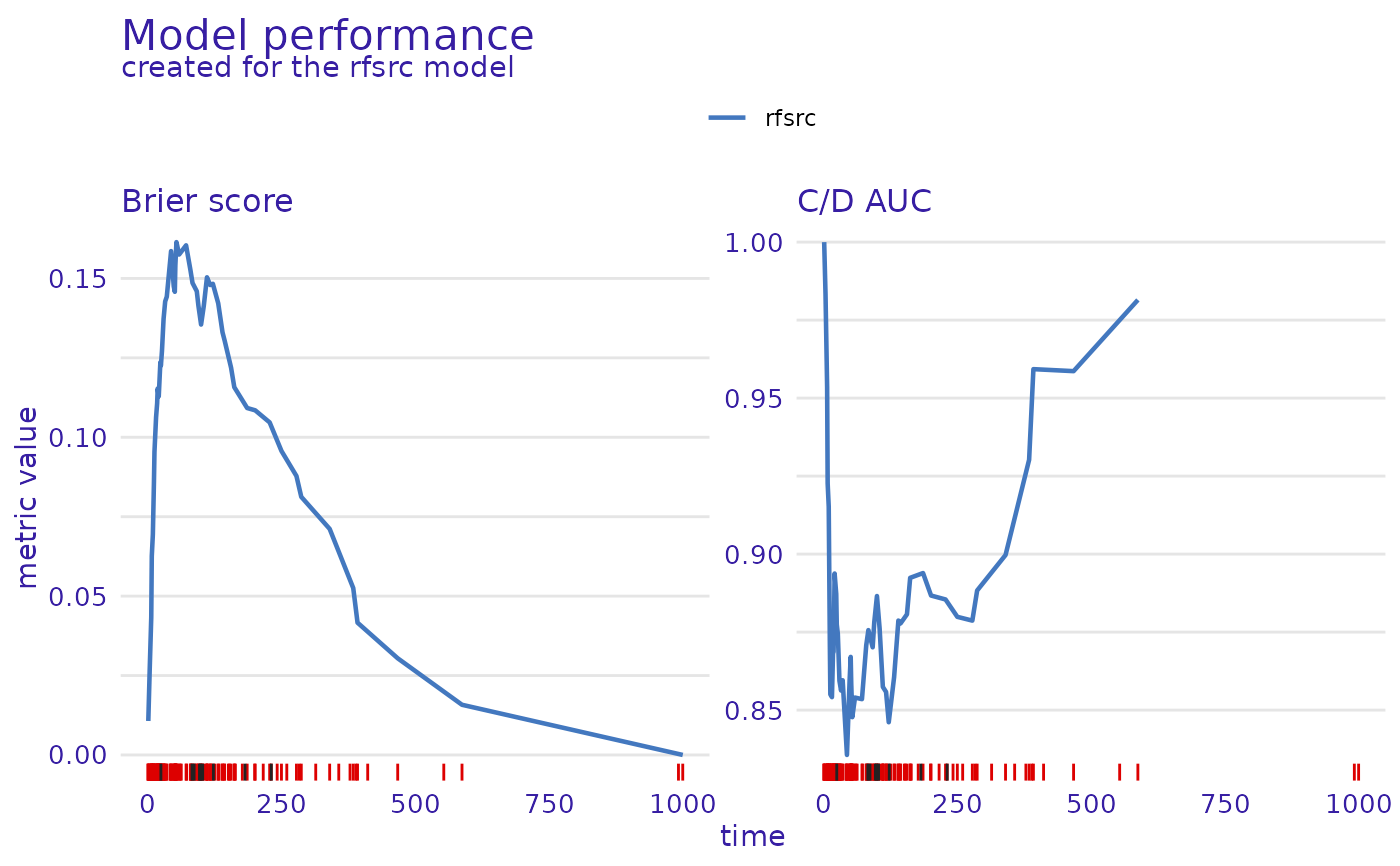 Model performance
created for the rfsrc model
rfsrc
Brier score
C/D AUC
metric value
0.15
0.10
0.05
0.00
0 250 500 750 1000
1.00
0.95
0.90
0.85
0 250 500 750 1000
time